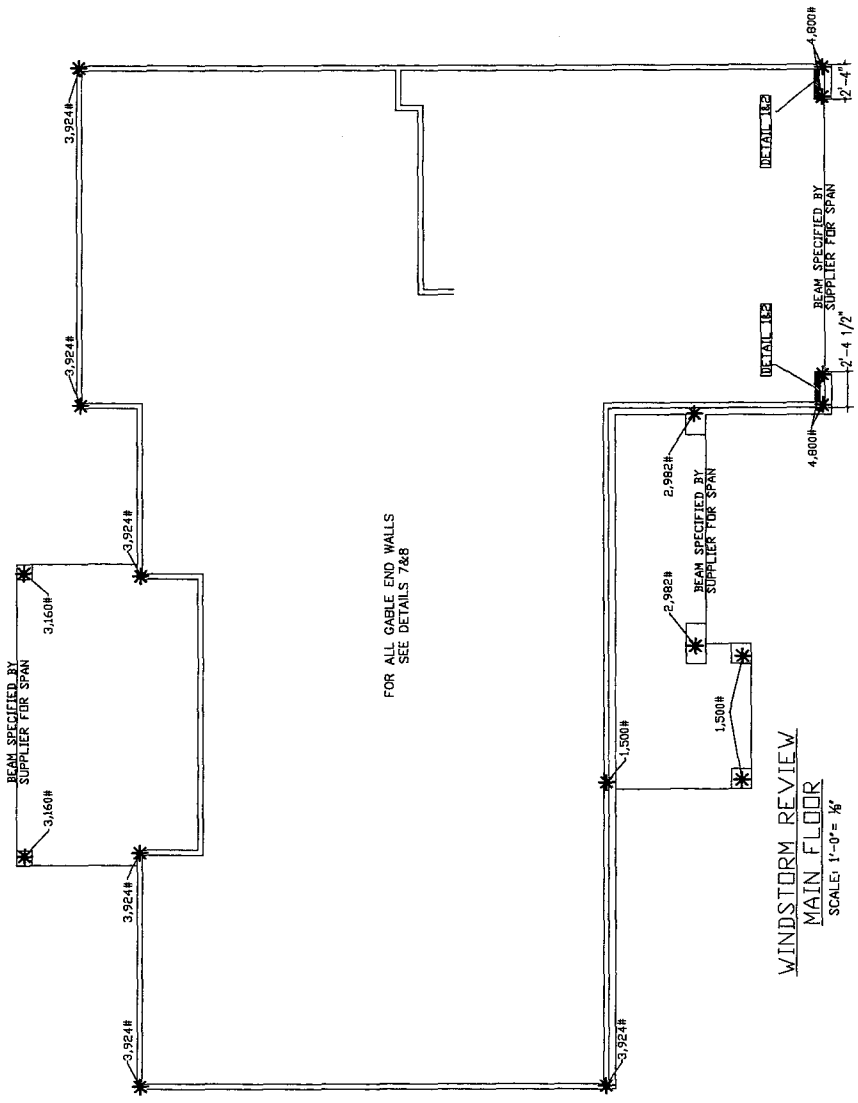 3,924#
3,924#
4,800#
2'-4"
DETAIL 1&2
BEAM SPECIFIED BY
SUPPLIER FOR SPAN
DETAIL 1&2
2'-4 1/2"
4,800#
3,924#
3,160#
BEAM SPECIFIED BY
SUPPLIER FOR SPAN
3,160#
3,924#
3,924#
FOR ALL GABLE END WALLS
SEE DETAILS 7&8
2,982#
BEAM SPECIFIED BY
SUPPLIER FOR SPAN
2,982#
1,500#
1,500#
3,924#
WINDSTORM REVIEW
MAIN FLOOR
SCALE: 1'-0"= ⅛"